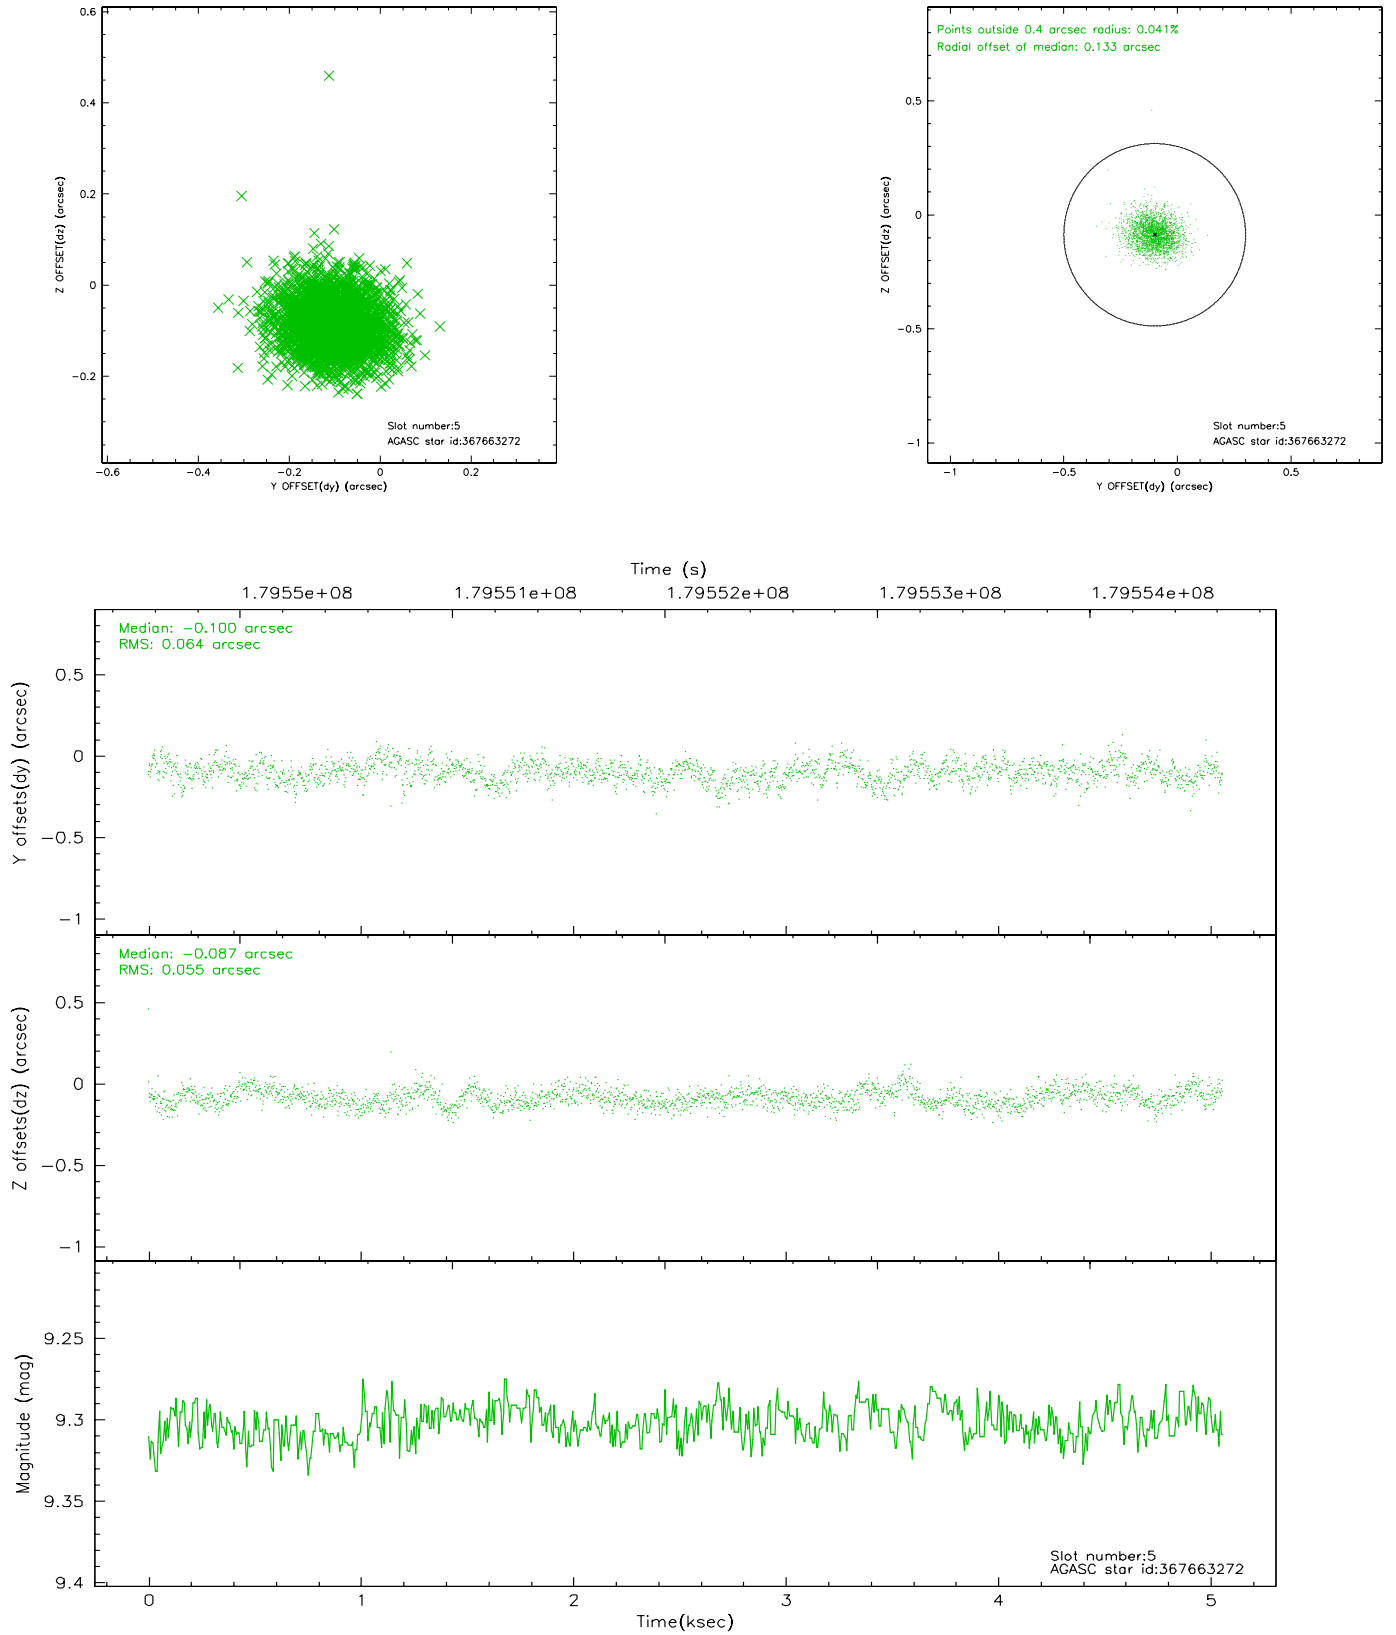 0.6
0.4
0.2
0
−0.2
Z OFFSET(dz) (arcsec)
Slot number:5
AGASC star id:367663272
−0.6 −0.4 −0.2 0 0.2
Y OFFSET(dy) (arcsec)
Points outside 0.4 arcsec radius: 0.041%
Radial offset of median: 0.133 arcsec
0.5
0
−0.5
−1
Z OFFSET(dz) (arcsec)
Slot number:5
AGASC star id:367663272
−1 −0.5 0 0.5
Y OFFSET(dy) (arcsec)
Time (s)
1.7955e+08 1.79551e+08 1.79552e+08 1.79553e+08 1.79554e+08
Median: −0.100 arcsec
RMS: 0.064 arcsec
0.5
0
−0.5
−1
Y offsets(dy) (arcsec)
Median: −0.087 arcsec
RMS: 0.055 arcsec
0.5
0
−0.5
−1
Z offsets(dz) (arcsec)
9.25
9.3
9.35
9.4
Magnitude (mag)
Slot number:5
AGASC star id:367663272
0 1 2 3 4 5
Time(ksec)